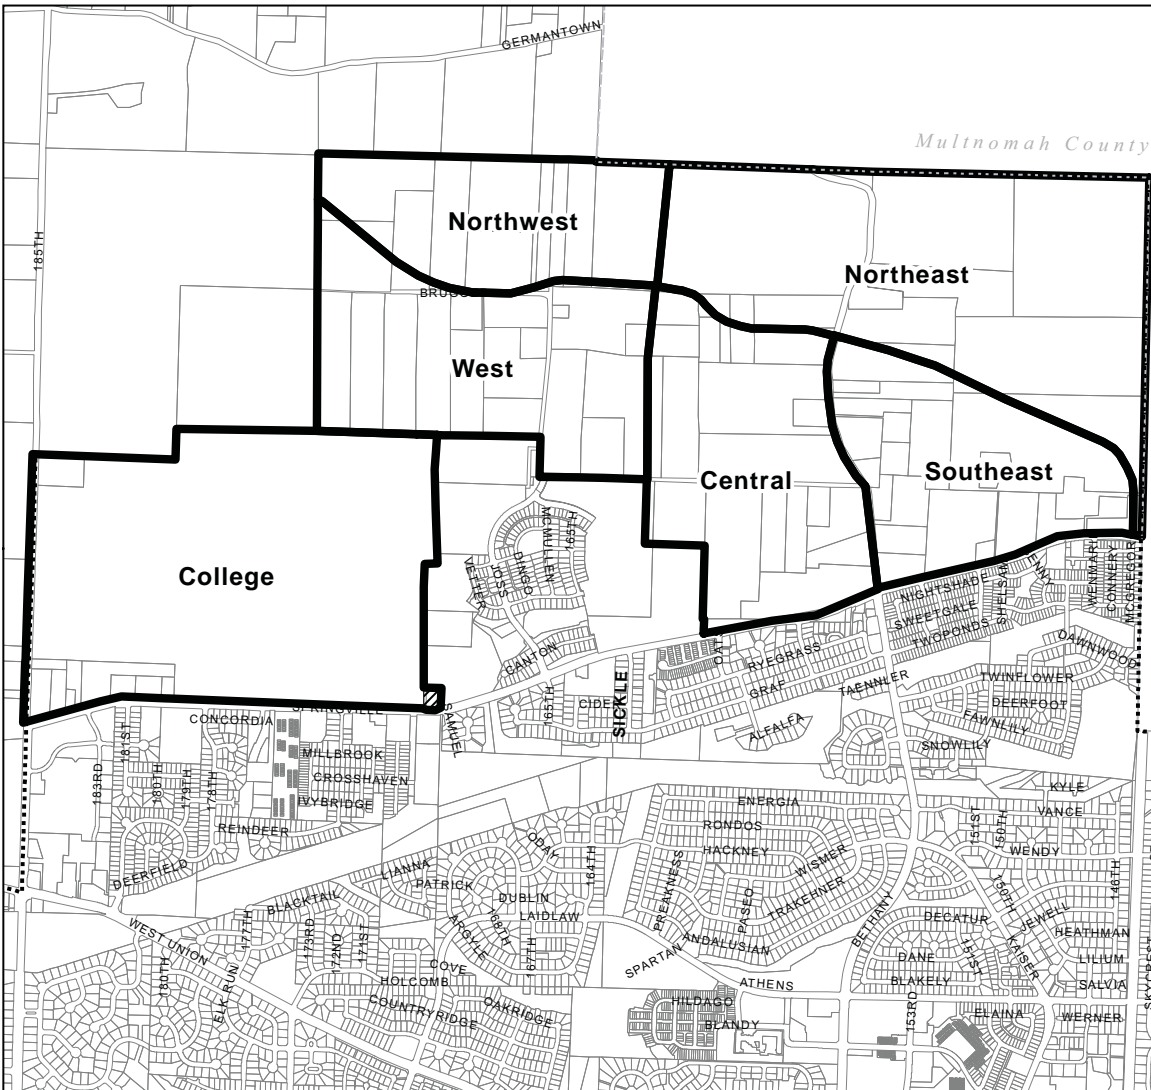 GERMANTOWN
Multnomah County
185TH
Northwest
Northeast
West
Southeast
Central
College
MCMULLEN
165TH
DINGO
JOSS
VETTER
CANTON
165TH
CIDER
SICKLE
RYEGRASS
GRAF
ALFALFA
TAENNLER
NIGHTSHADE
SWEETGALE
TWOPONDS
WENMARI
CONNERY
MCGREGOR
DAWNWOOD
TWINFLOWER
DEERFOOT
FAWNLILY
SNOWLILY
SAMUEL
CONCORDIA
MILLBROOK
CROSSHAVEN
IVYBRIDGE
REINDEER
181ST
183RD
180TH
179TH
178TH
DEERFIELD
KYLE
VANCE
WENDY
151ST
150TH
146TH
ENERGIA
RONDOS
HACKNEY
WISMER
TRAKEHNER
PREAKNESS
PASEO
ANDALUSIAN
ODAY
164TH
LIANNA
PATRICK
DUBLIN
LAIDLAW
BLACKTAIL
ARGYLE
168TH
167TH
WEST UNION
177TH
173RD
172ND
171ST
180TH
ELK RUN
COVE
HOLCOMB
COUNTRYRIDGE
OAKRIDGE
SPARTAN
ATHENS
BETHANY
DECATUR
DANE
BLAKELY
151ST
150TH
KAISER
JEWELL
HEATHMAN
LILIUM
SALVIA
WERNER
ELAINA
153RD
HILDAGO
BLANDY